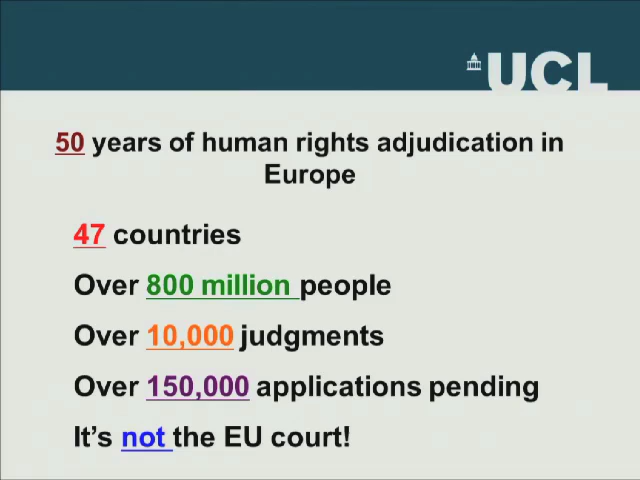 UCL
50 years of human rights adjudication in
Europe
47 countries
Over 800 million people
Over 10,000 judgments
Over 150,000 applications pending
It’s not the EU court!